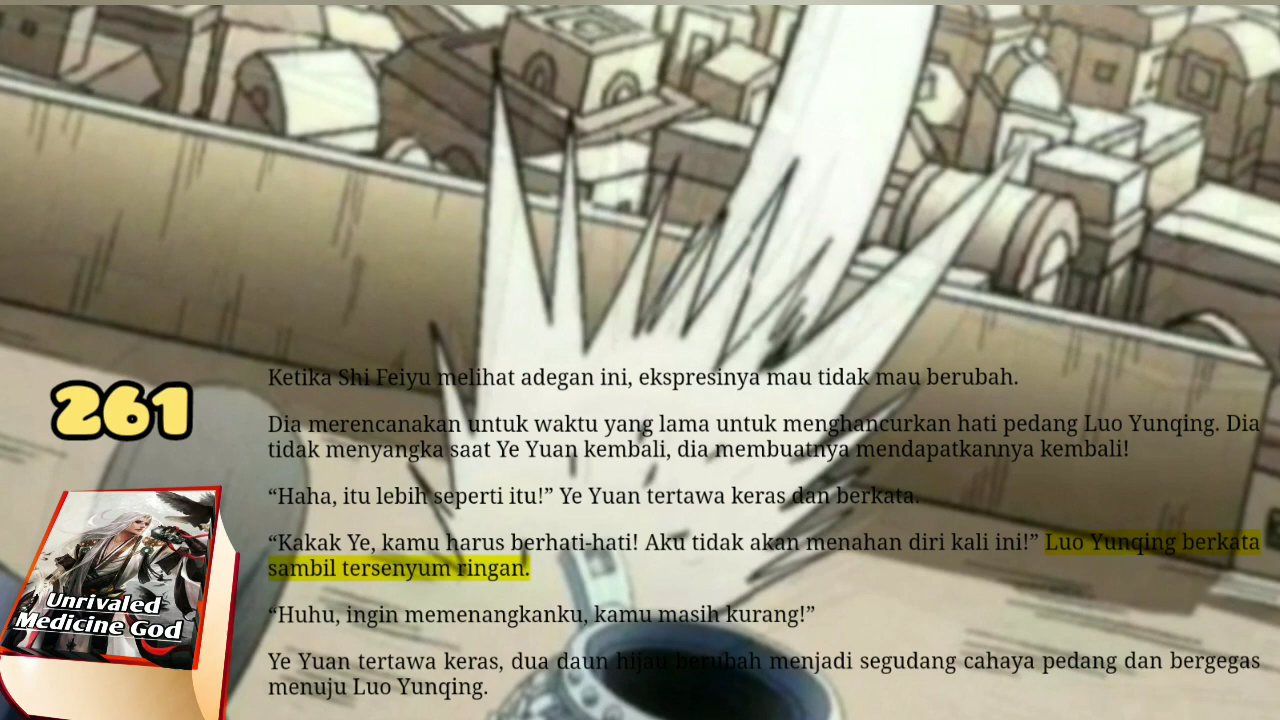 Ketika Shi Feiyu melihat adegan ini, ekspresinya mau tidak mau berubah.
Dia merencanakan untuk waktu yang lama untuk menghancurkan hati pedang Luo Yunqing. Dia
tidak menyangka saat Ye Yuan kembali, dia membuatnya mendapatkannya kembali!
“Haha, itu lebih seperti itu!” Ye Yuan tertawa keras dan berkata.
“Kakak Ye, kamu harus berhati-hati! Aku tidak akan menahan diri kali ini!” Luo Yunqing berkata
sambil tersenyum ringan.
“Huhu, ingin memenangkanku, kamu masih kurang!”
Ye Yuan tertawa keras, dua daun hijau berubah menjadi segudang cahaya pedang dan bergegas
menuju Luo Yunqing.
261
Unrivaled
Medicine God